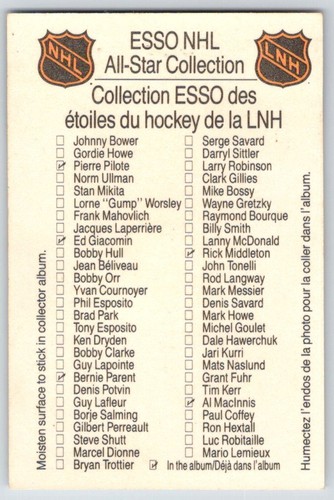 NHL
ESSO NHL
All-Star Collection
LNH
Collection ESSO des
étoiles du hockey de la LNH
Johnny Bower
Gordie Howe
Pierre Pilote
Norm Ullman
Stan Mikita
Lorne "Gump" Worsley
Frank Mahovlich
Jacques Laperrière
Ed Giacomin
Bobby Hull
Jean Béliveau
Bobby Orr
Yvan Cournoyer
Phil Esposito
Brad Park
Tony Esposito
Ken Dryden
Bobby Clarke
Guy Lapointe
Bernie Parent
Denis Potvin
Guy Lafleur
Borje Salming
Gilbert Perreault
Steve Shutt
Marcel Dionne
Bryan Trottier
Serge Savard
Darryl Sittler
Larry Robinson
Clark Gillies
Mike Bossy
Wayne Gretzky
Raymond Bourque
Billy Smith
Lanny McDonald
Rick Middleton
John Tonelli
Rod Langway
Mark Messier
Denis Savard
Mark Howe
Michel Goulet
Dale Hawerchuk
Jari Kurri
Mats Naslund
Grant Fuhr
Tim Kerr
Al MacInnis
Paul Coffey
Ron Hextall
Luc Robitaille
Mario Lemieux
In the album/Déjà dans l'album
Moisten surface to stick in collector album.
Humectez l'endos de la photo pour la coller dans l'album.